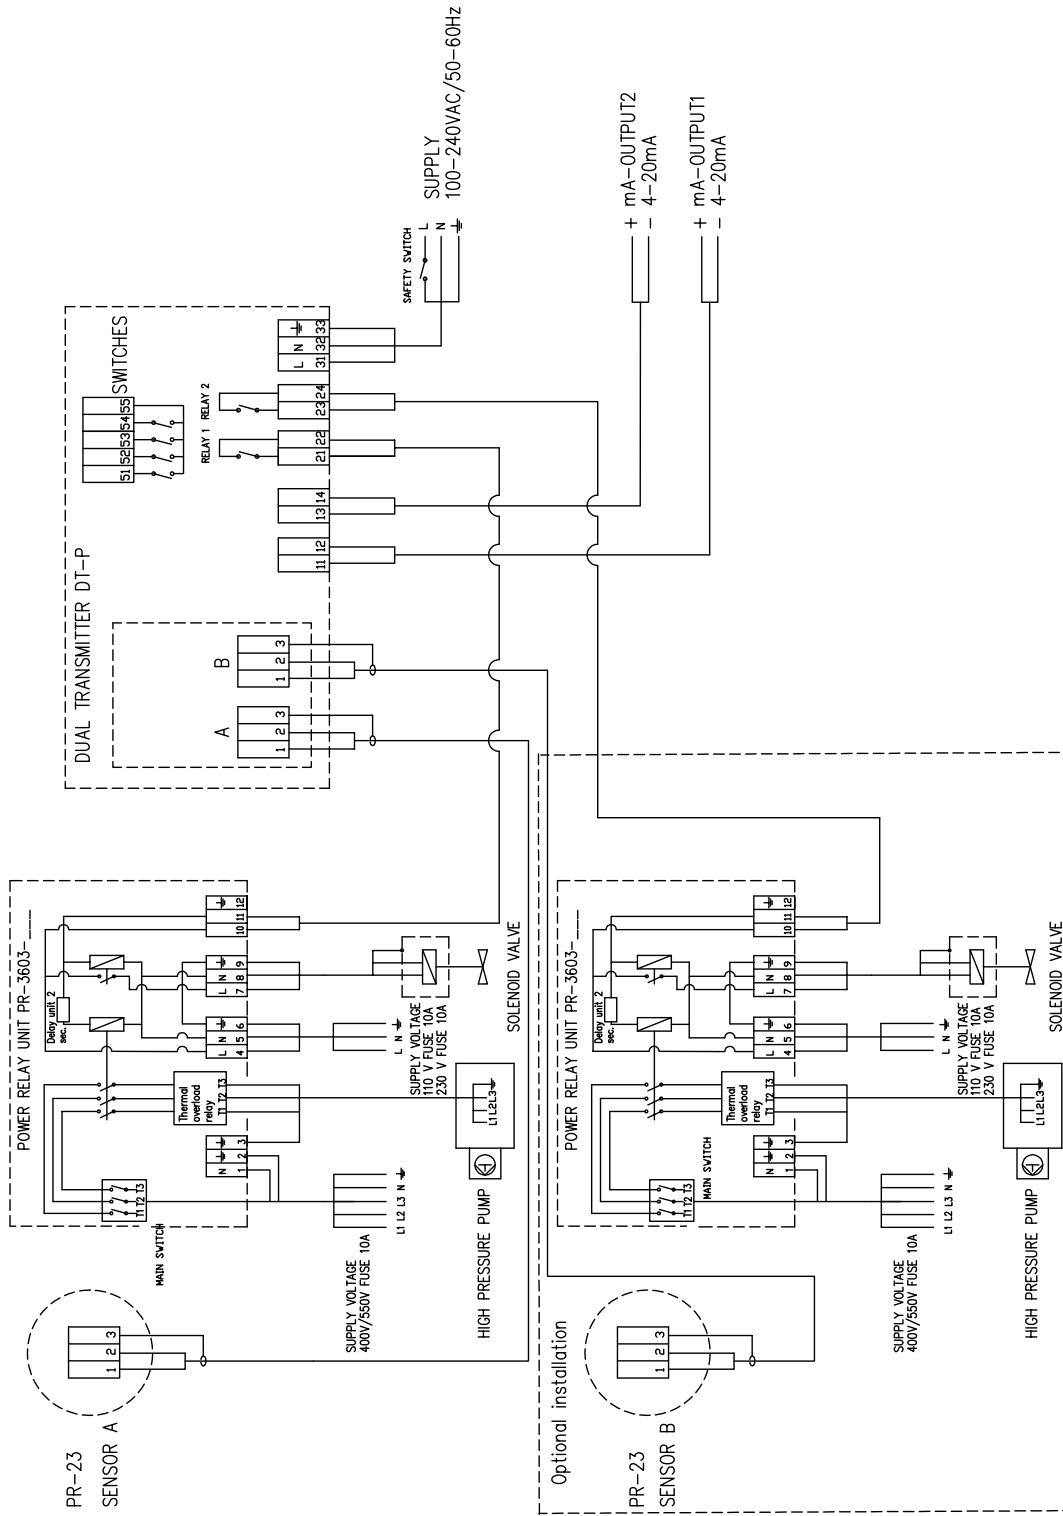 DUAL TRANSMITTER DT-P
A
1 2 3
B
1 2 3
SWITCHES
51 52 53 54 55
RELAY 1
RELAY 2
11 12
13 14
21 22
23 24
L N
31 32 33
SAFETY SWITCH
L
N
SUPPLY
100-240VAC/50-60Hz
+ mA-OUTPUT2
- 4-20mA
+ mA-OUTPUT1
- 4-20mA
POWER RELAY UNIT PR-3603-____
Delay unit 2
sec.
MAIN SWITCH
T1 T2 T3
Thermal
overload
relay
T1 T2 T3
N
1 2 3
L N
4 5 6
L N
7 8 9
10 11 12
L1 L2 L3 N
SUPPLY VOLTAGE
400V/550V FUSE 10A
L N
SUPPLY VOLTAGE
110 V FUSE 10A
230 V FUSE 10A
L1 L2 L3
HIGH PRESSURE PUMP
SOLENOID VALVE
PR-23
SENSOR A
1 2 3
Optional installation
POWER RELAY UNIT PR-3603-____
Delay unit 2
sec.
MAIN SWITCH
T1 T2 T3
Thermal
overload
relay
T1 T2 T3
N
1 2 3
L N
4 5 6
L N
7 8 9
10 11 12
L1 L2 L3 N
SUPPLY VOLTAGE
400V/550V FUSE 10A
L N
SUPPLY VOLTAGE
110 V FUSE 10A
230 V FUSE 10A
L1 L2 L3
HIGH PRESSURE PUMP
SOLENOID VALVE
PR-23
SENSOR B
1 2 3